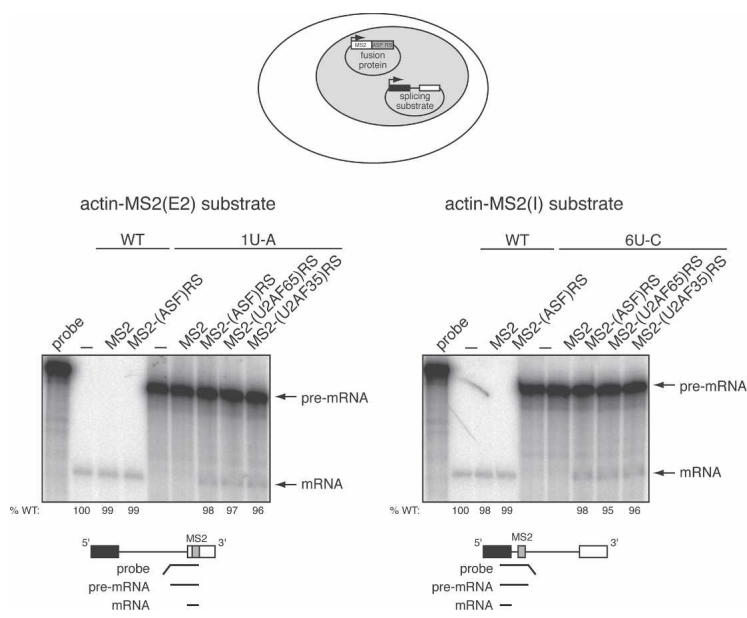 MS2 ASF RS
fusion
protein
splicing
substrate
actin-MS2(E2) substrate
WT 1U-A
probe – MS2 MS2-(ASF)RS – MS2 MS2-(ASF)RS MS2-(U2AF65)RS MS2-(U2AF35)RS
pre-mRNA
mRNA
% WT: 100 99 99 98 97 96
5' MS2 3'
probe
pre-mRNA
mRNA
actin-MS2(I) substrate
WT 6U-C
probe – MS2 MS2-(ASF)RS – MS2 MS2-(ASF)RS MS2-(U2AF65)RS MS2-(U2AF35)RS
pre-mRNA
mRNA
% WT: 100 98 99 98 95 96
5' MS2 3'
probe
pre-mRNA
mRNA